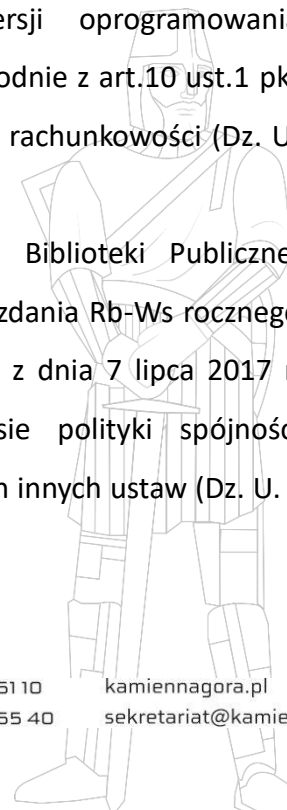 ersji oprogramowania
odnie z art.10 ust.1 pk
rachunkowości (Dz. U
Biblioteki Publiczne
zdania Rb-Ws rocznego
z dnia 7 lipca 2017 r
sie polityki spójnośc
n innych ustaw (Dz. U.
5110 kamiennagora.pl
55 40 sekretariat@kamie